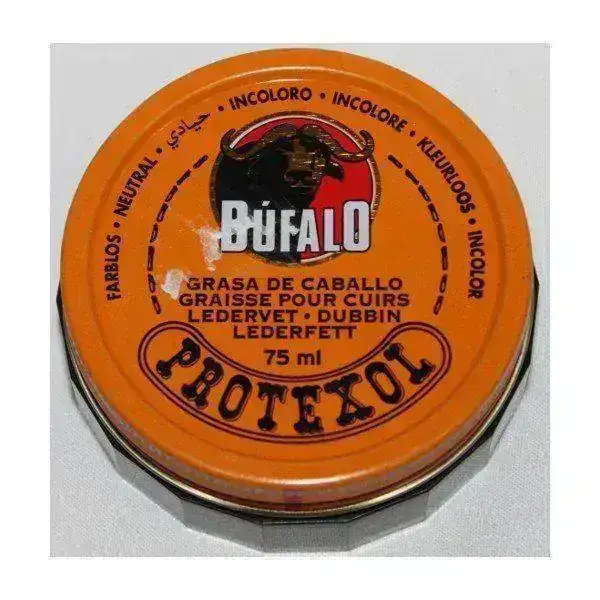 FARBLOS • NEUTRAL • حيادي • INCOLORO • INCOLORE • KLEURLOOS • INCOLOR
BÚFALO
GRASA DE CABALLO
GRAISSE POUR CUIRS
LEDERVET • DUBBIN
LEDERFETT
75 ml
PROTEXOL